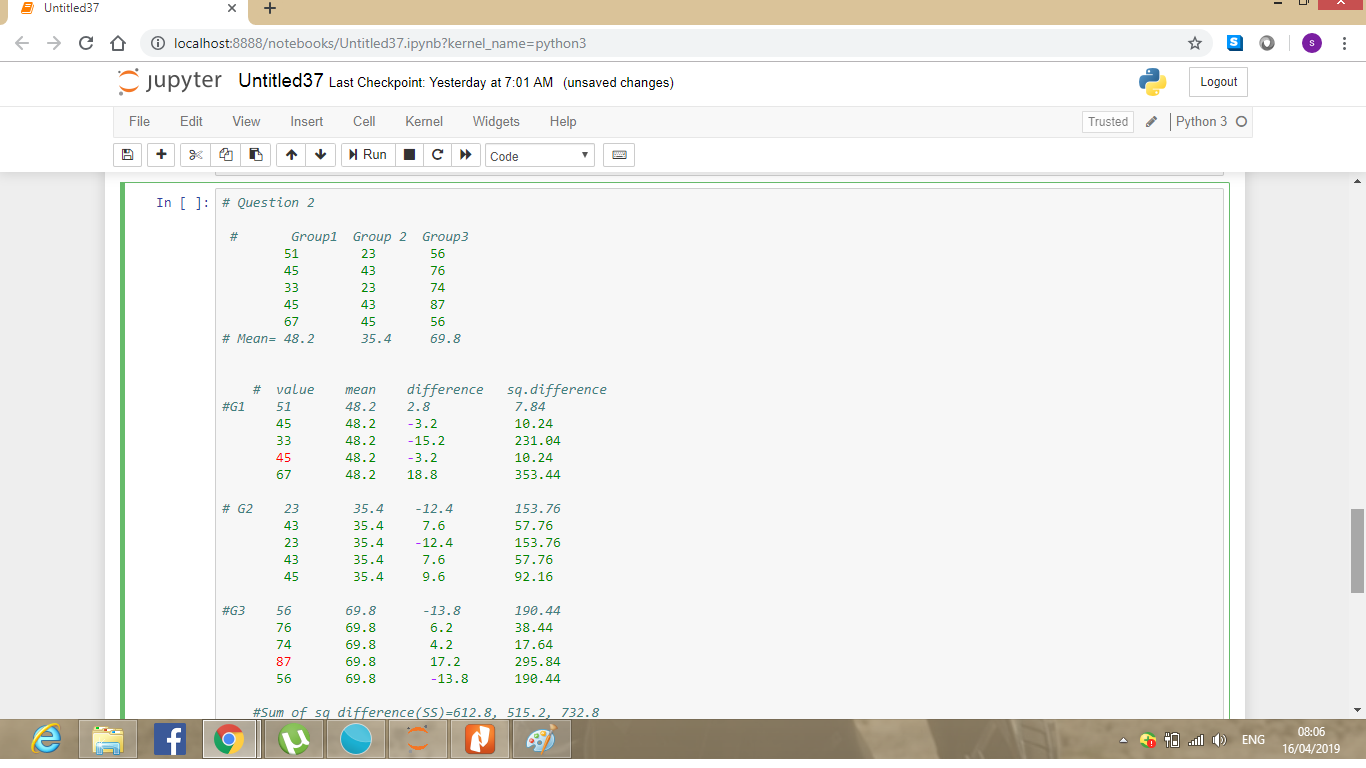 Untitled37
localhost:8888/notebooks/Untitled37.ipynb?kernel_name=python3
S
s
jupyter Untitled37 Last Checkpoint: Yesterday at 7:01 AM (unsaved changes)
Logout
File Edit View Insert Cell Kernel Widgets Help
Trusted Python 3
Run Code
In [ ]: # Question 2
# Group1 Group 2 Group3
51 23 56
45 43 76
33 23 74
45 43 87
67 45 56
# Mean= 48.2 35.4 69.8
# value mean difference sq.difference
#G1 51 48.2 2.8 7.84
45 48.2 -3.2 10.24
33 48.2 -15.2 231.04
45 48.2 -3.2 10.24
67 48.2 18.8 353.44
# G2 23 35.4 -12.4 153.76
43 35.4 7.6 57.76
23 35.4 -12.4 153.76
43 35.4 7.6 57.76
45 35.4 9.6 92.16
#G3 56 69.8 -13.8 190.44
76 69.8 6.2 38.44
74 69.8 4.2 17.64
87 69.8 17.2 295.84
56 69.8 -13.8 190.44
#Sum of sq difference(SS)=612.8, 515.2, 732.8
ENG
08:06
16/04/2019